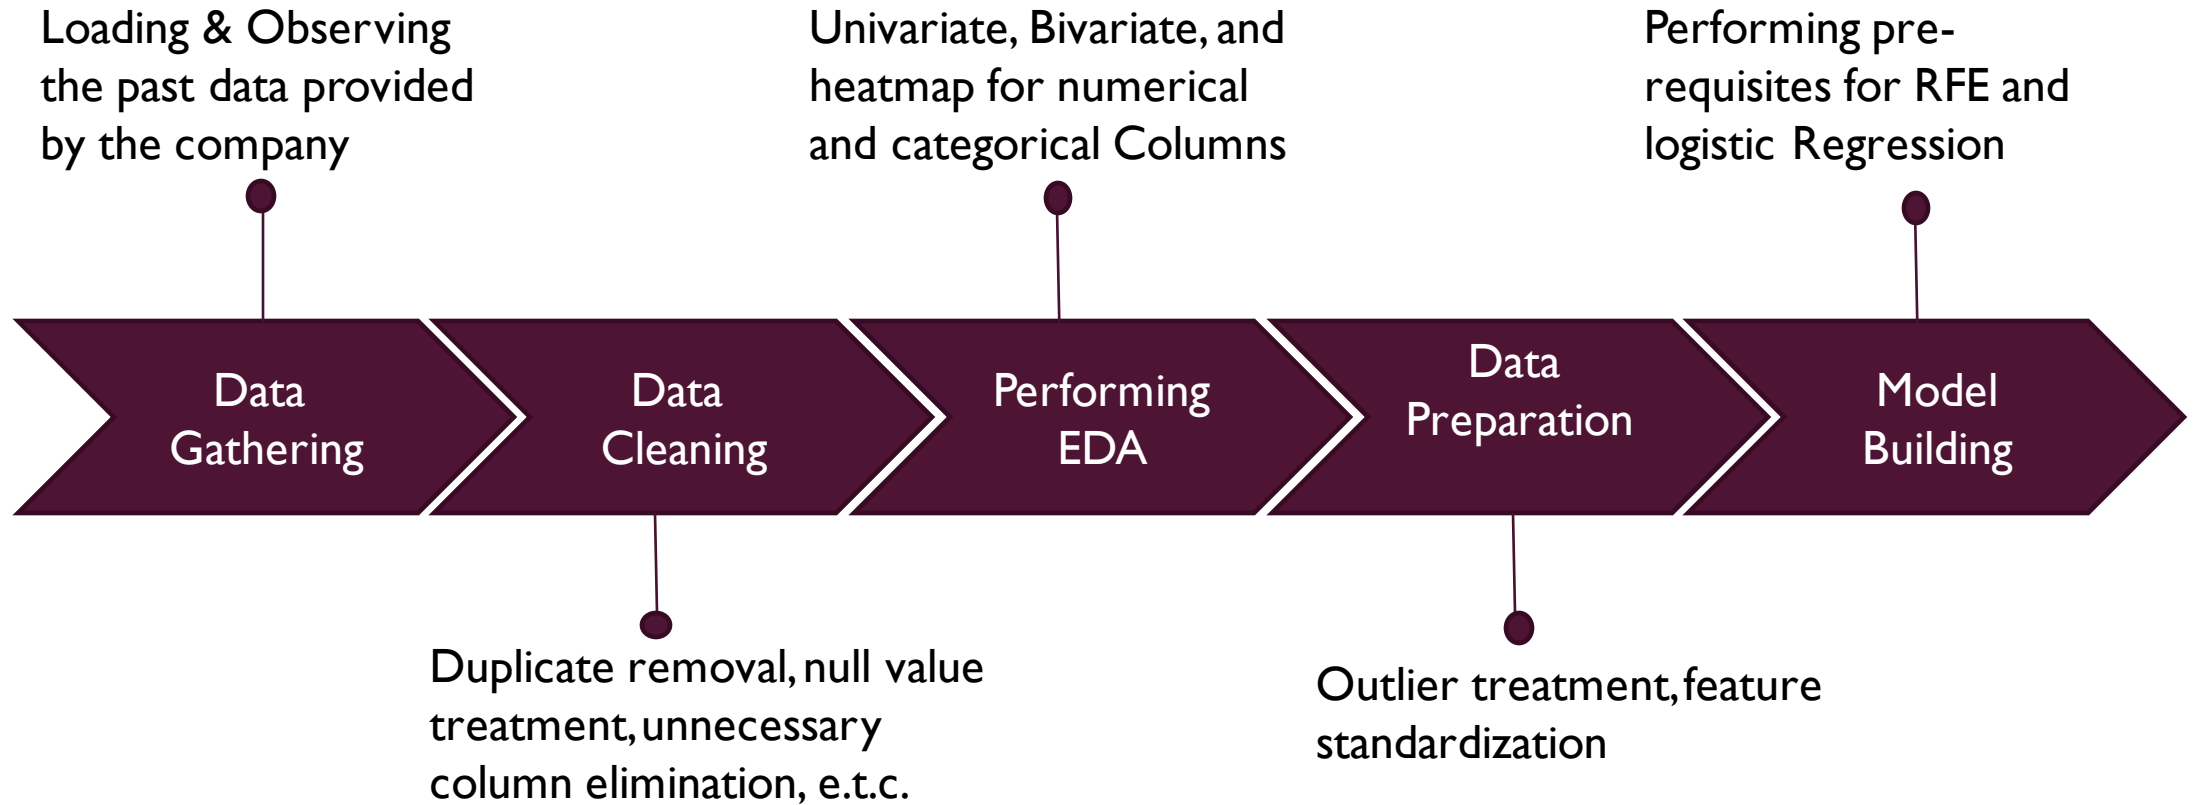 Loading & Observing
the past data provided
by the company
Univariate, Bivariate, and
heatmap for numerical
and categorical Columns
Performing pre-
requisites for RFE and
logistic Regression
Data
Gathering
Data
Cleaning
Performing
EDA
Data
Preparation
Model
Building
Duplicate removal, null value
treatment, unnecessary
column elimination, e.t.c.
Outlier treatment, feature
standardization